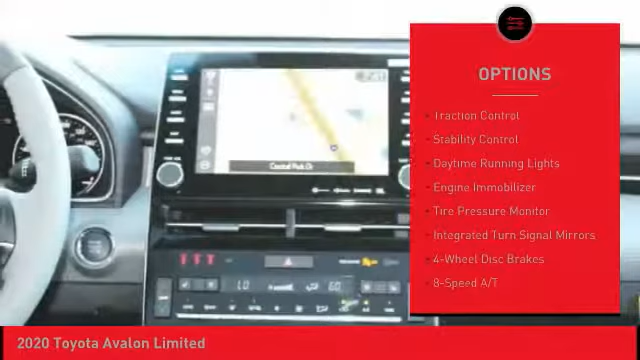 OPTIONS
Traction Control
Stability Control
Daytime Running Lights
Engine Immobilizer
Tire Pressure Monitor
Integrated Turn Signal Mirrors
4-Wheel Disc Brakes
8-Speed A/T
2020 Toyota Avalon Limited